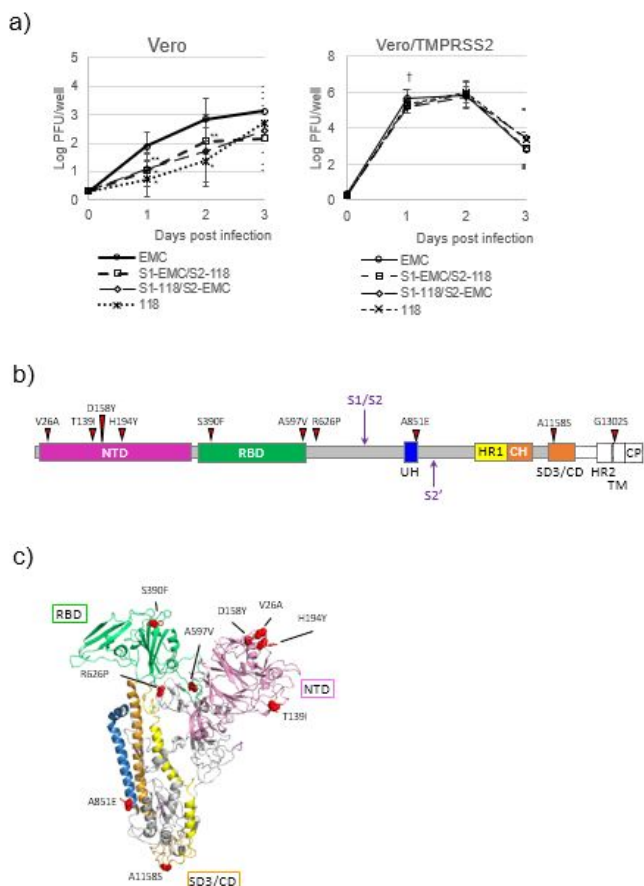 a)
Vero
Vero/TMPRSS2
Log PFU/well
5
4
3
2
1
0
**
**
*
*
0 1 2 3
Days post infection
EMC
S1-EMC/S2-118
S1-118/S2-EMC
118
Log PFU/well
8
6
4
2
0
†
0 1 2 3
Days post infection
EMC
S1-EMC/S2-118
S1-118/S2-EMC
118
b)
S1/S2
D158Y
V26A T139I H194Y S390F A597V R626P A851E A1158S G1302S
NTD RBD HR1 CH CP
UH SD3/CD HR2
S2' TM
c)
S390F
RBD
D158Y V26A
A597V H194Y
R626P
NTD
T139I
A851E
A1158S SD3/CD